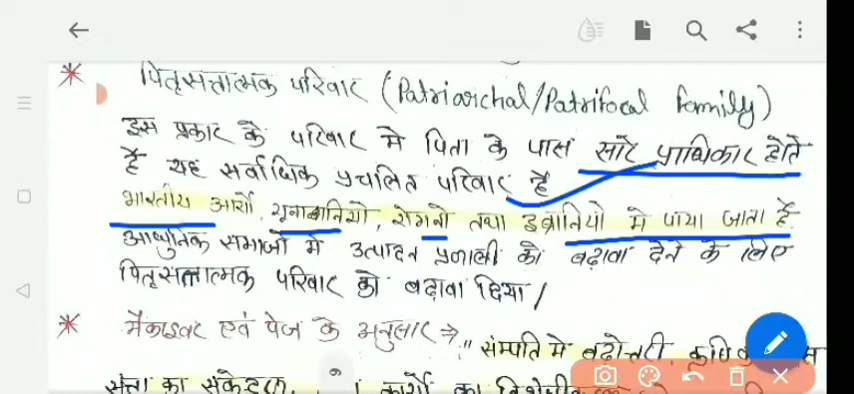 * पितृसत्तात्मक परिवार (Patriarichal/Patrifocal family)
इस प्रकार के परिवार मे पिता के पास सारे प्राधिकार होते
है यह सर्वाधिक प्रचलित परिवार है
भारतीय आर्यो, यूनानातियो, रोमनो तथा इब्रानियो मे पाया जाता है
आधुनिक समाजो मे उत्पादन प्रणाली को बढ़ावा देने के लिए
पितृसत्तात्मक परिवार को बढ़ावा दिया /
* मैकाइवर एवं पेज के अनुसार → "संम्पति मे बढोत्तरी, कृषि
सत्ता का कार्यो का